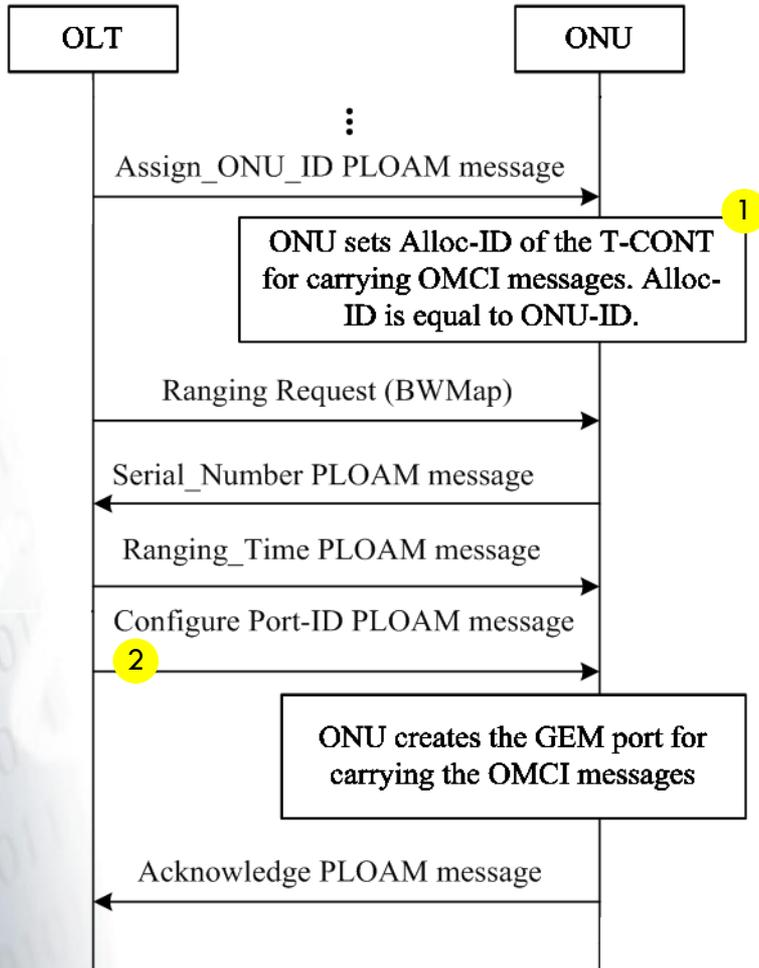 OLT
ONU
Assign_ONU_ID PLOAM message
1
ONU sets Alloc-ID of the T-CONT
for carrying OMCI messages. Alloc-
ID is equal to ONU-ID.
Ranging Request (BWMap)
Serial_Number PLOAM message
Ranging_Time PLOAM message
Configure Port-ID PLOAM message
2
ONU creates the GEM port for
carrying the OMCI messages
Acknowledge PLOAM message